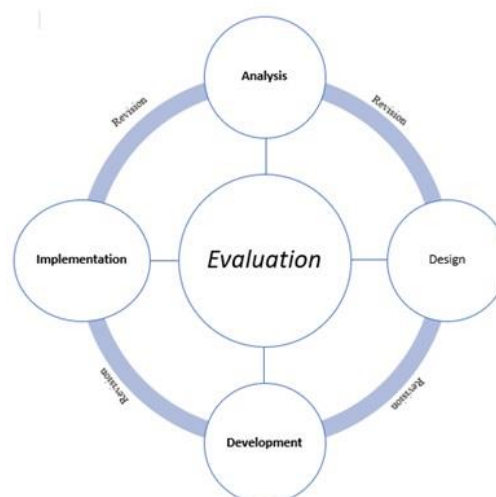 Analysis
Revision
Revision
Implementation
Evaluation
Design
Revision
Revision
Development